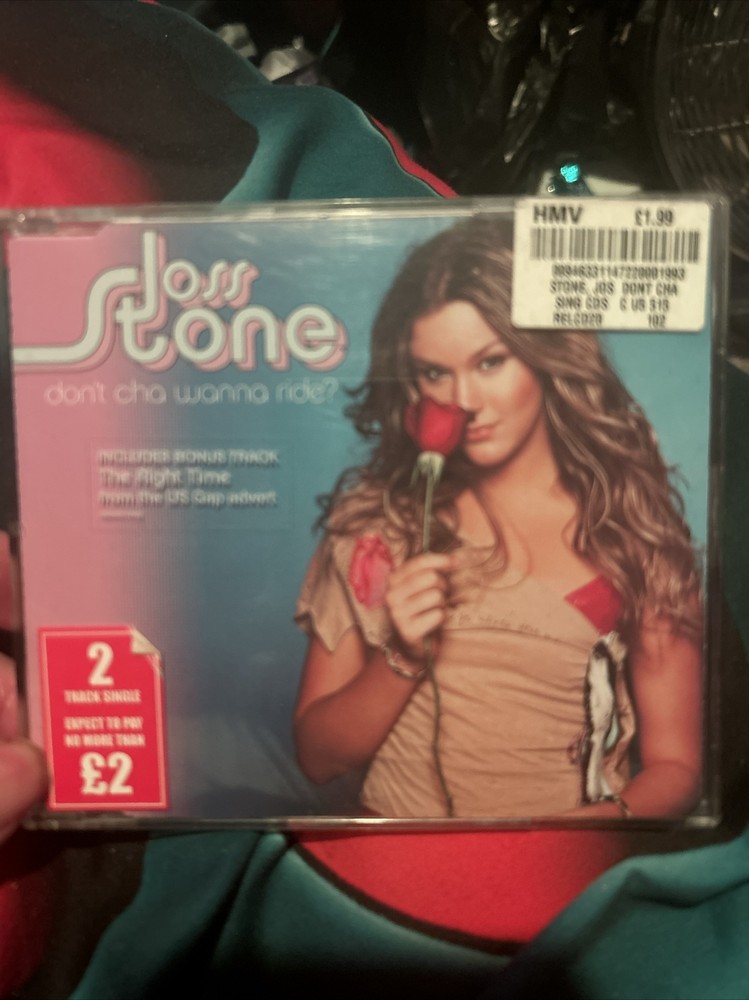 HMV £1.99
STONE, JOS DONT CHA
SING CDS C US 313
102
Joss
Stone
don't cha wanna ride?
INCLUDES BONUS TRACK
The Right Time
from the US Gap advert
2
TRACK SINGLE
EXPECT TO PAY
NO MORE THAN
£2